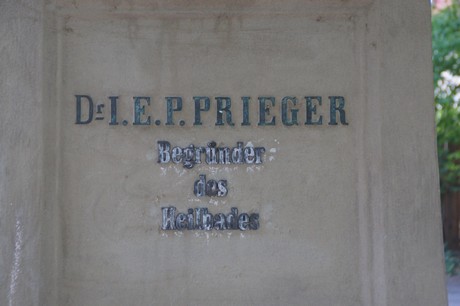 Dr. I.E.P. PRIEGER
Begründer
des
Heilbades